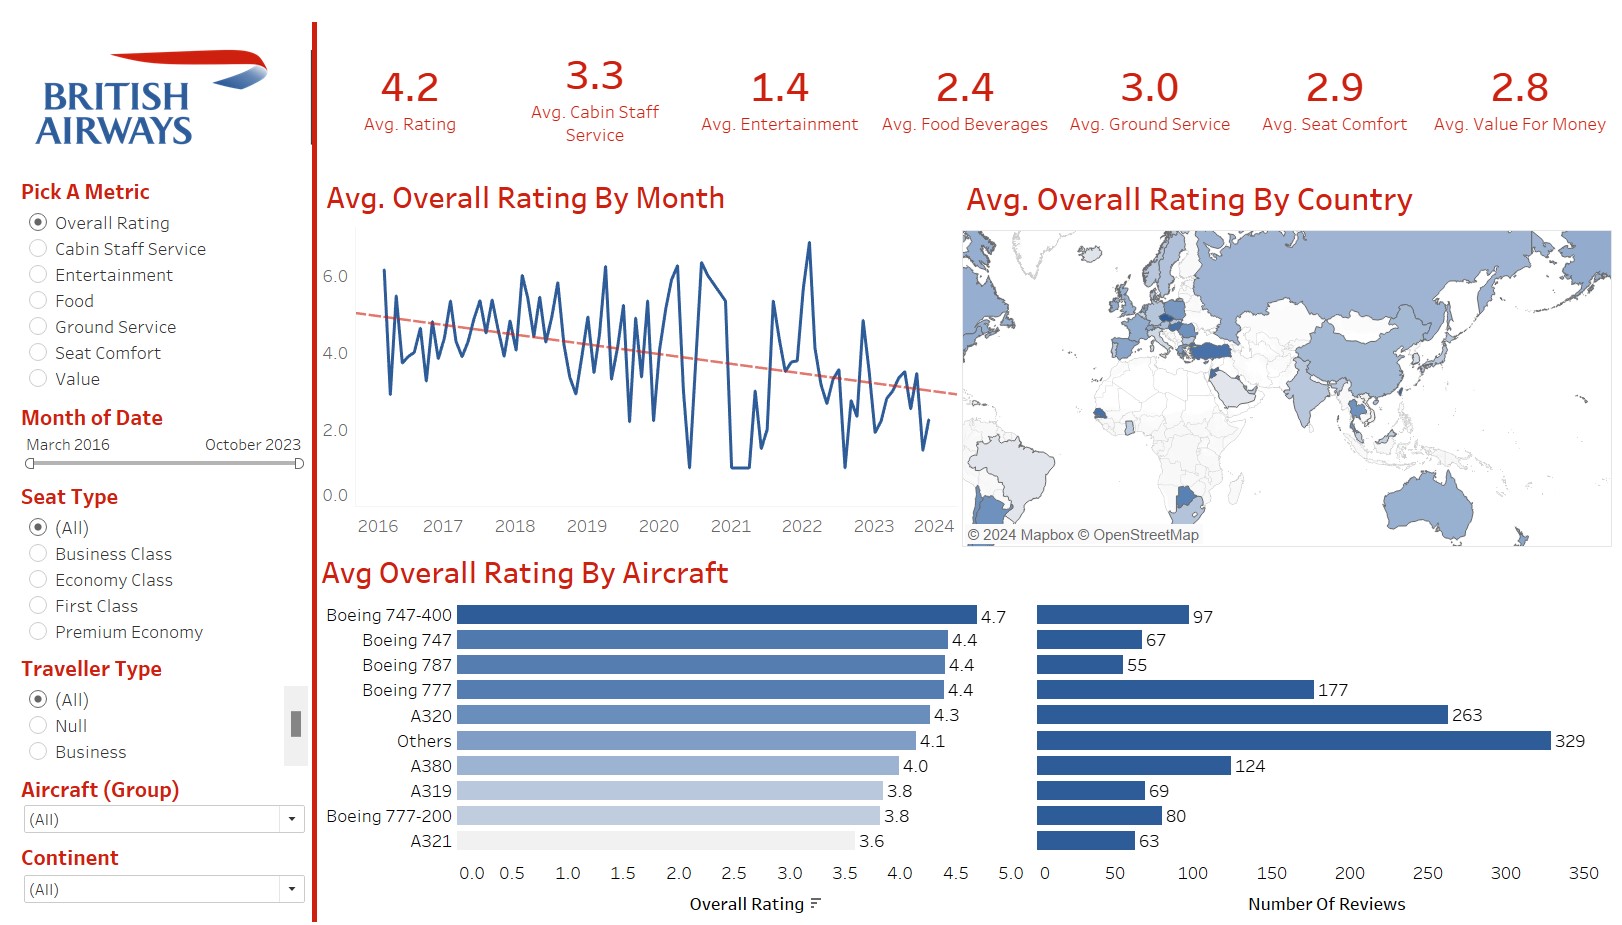 BRITISH
AIRWAYS
Pick A Metric
Overall Rating
Cabin Staff Service
Entertainment
Food
Ground Service
Seat Comfort
Value
Month of Date
March 2016 October 2023
Seat Type
(All)
Business Class
Economy Class
First Class
Premium Economy
Traveller Type
(All)
Null
Business
Aircraft (Group)
(All)
Continent
(All)
4.2
Avg. Rating
3.3
Avg. Cabin Staff
Service
1.4
Avg. Entertainment
2.4
Avg. Food Beverages
3.0
Avg. Ground Service
2.9
Avg. Seat Comfort
2.8
Avg. Value For Money
Avg. Overall Rating By Month
6.0
4.0
2.0
0.0
2016 2017 2018 2019 2020 2021 2022 2023 2024
Avg. Overall Rating By Country
© 2024 Mapbox © OpenStreetMap
Avg Overall Rating By Aircraft
Boeing 747-400 4.7 97
Boeing 747 4.4 67
Boeing 787 4.4 55
Boeing 777 4.4 177
A320 4.3 263
Others 4.1 329
A380 4.0 124
A319 3.8 69
Boeing 777-200 3.8 80
A321 3.6 63
0.0 0.5 1.0 1.5 2.0 2.5 3.0 3.5 4.0 4.5 5.0 0 50 100 150 200 250 300 350
Overall Rating Number Of Reviews